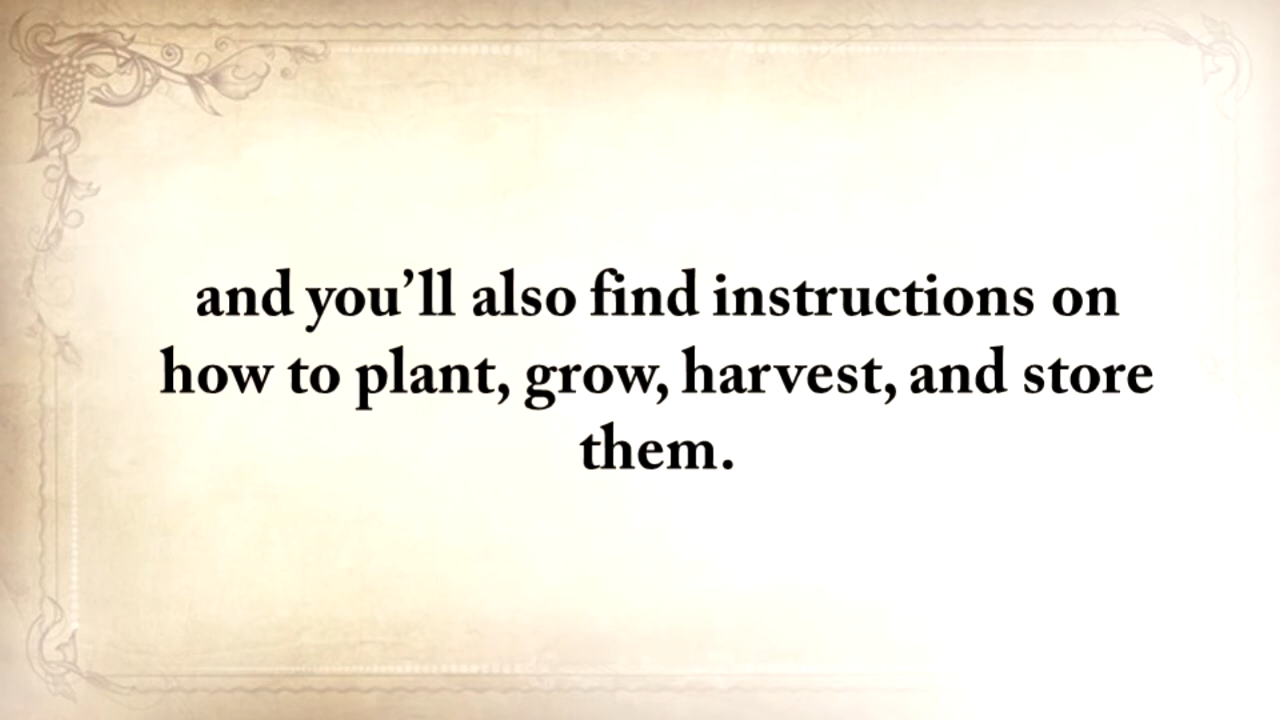 and you’ll also find instructions on
how to plant, grow, harvest, and store
them.